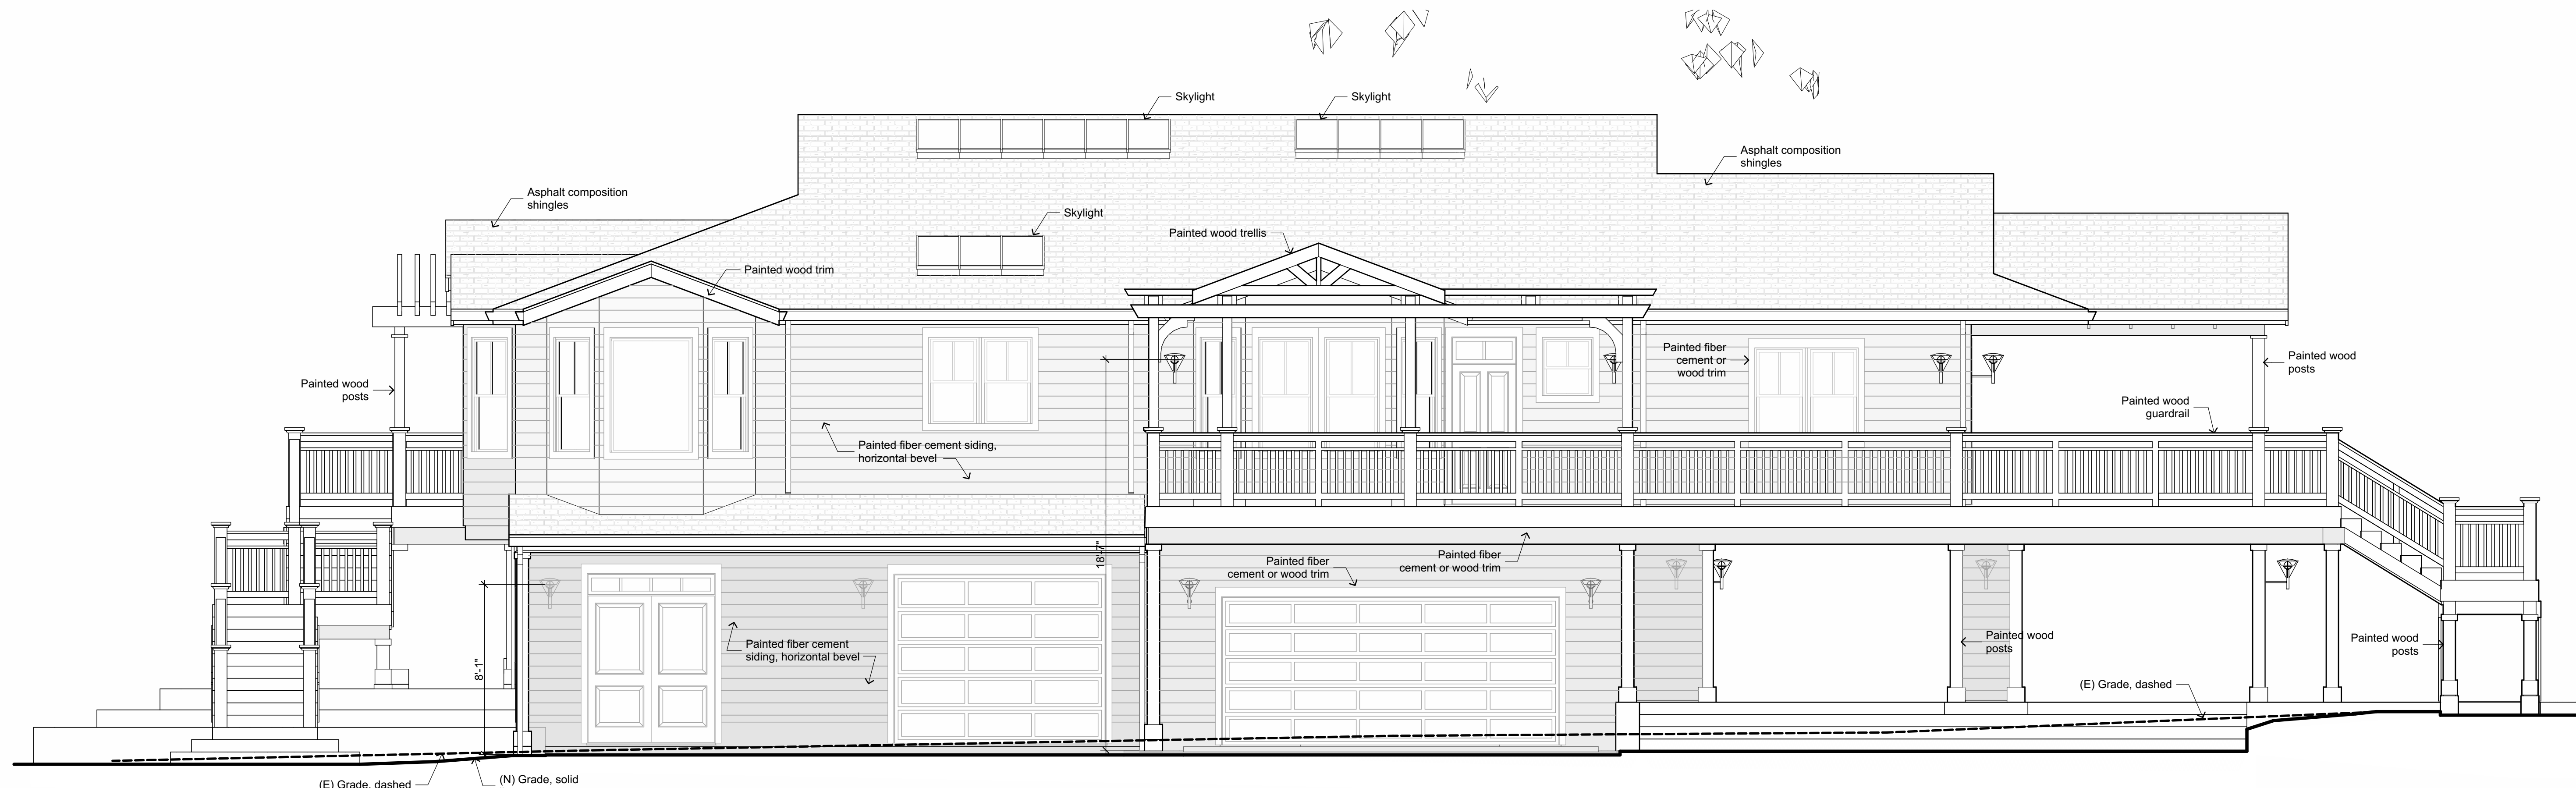 Skylight
Skylight
Asphalt composition
shingles
Asphalt composition
shingles
Skylight
Painted wood trellis
Painted wood trim
Painted fiber
cement or
wood trim
Painted wood
posts
Painted wood
posts
Painted wood
guardrail
Painted fiber cement siding,
horizontal bevel
18'-7"
Painted fiber
cement or wood trim
Painted fiber
cement or wood trim
Painted fiber cement
siding, horizontal bevel
Painted wood
posts
Painted wood
posts
8'-1"
(E) Grade, dashed
(E) Grade, dashed
(N) Grade, solid